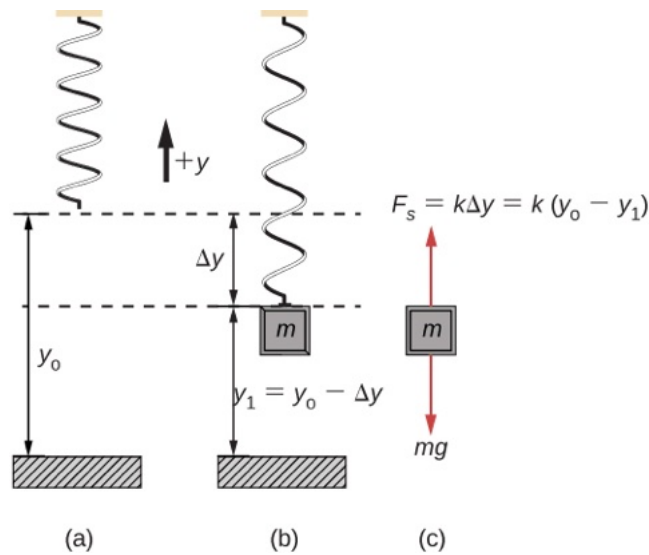 +y
F_s = kΔy = k (y_o − y_1)
Δy
m
m
y_o
y_1 = y_o − Δy
mg
(a)
(b)
(c)